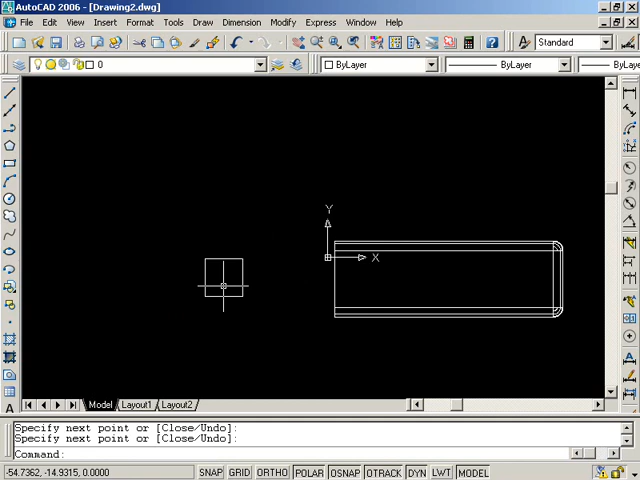 AutoCAD 2006 - [Drawing2.dwg]
File Edit View Insert Format Tools Draw Dimension Modify Express Window Help
Standard
0 ByLayer ByLayer ByLayer
Y
X
Model Layout1 Layout2
Specify next point or [Close/Undo]:
Specify next point or [Close/Undo]:
Command:
-54.7362, -14.9315, 0.0000 SNAP GRID ORTHO POLAR OSNAP OTRACK DYN LWT MODEL